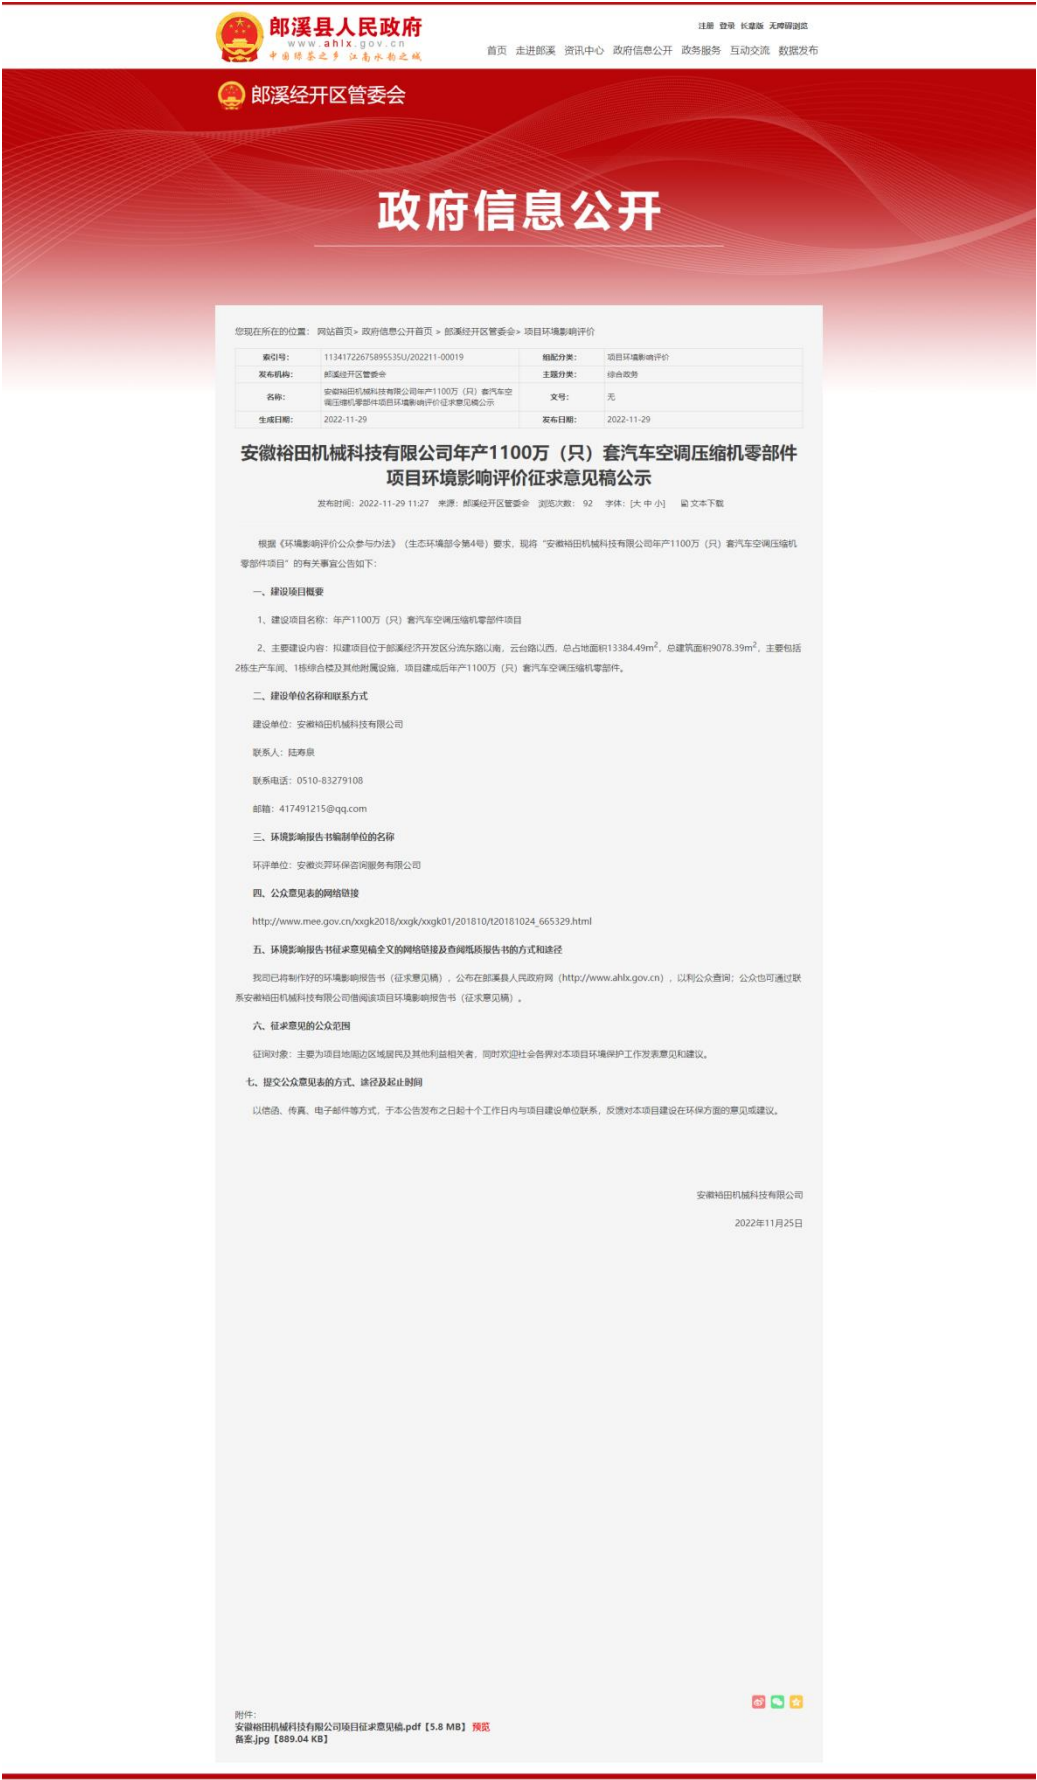 郎溪县人民政府
www.ahlx.gov.cn
中国绿茶之乡 江南水韵之城
注册 登录 长辈版 无障碍浏览
首页 走进郎溪 资讯中心 政府信息公开 政务服务 互动交流 数据发布
郎溪经开区管委会
政府信息公开
您现在所在的位置： 网站首页> 政府信息公开首页 > 郎溪经开区管委会> 项目环境影响评价
索引号： 11341722675895535U/202211-00019 组配分类： 项目环境影响评价
发布机构： 郎溪经开区管委会 主题分类： 综合政务
名称： 安徽裕田机械科技有限公司年产1100万（只）套汽车空
调压缩机零部件项目环境影响评价征求意见稿公示 文号： 无
生成日期： 2022-11-29 发布日期： 2022-11-29
安徽裕田机械科技有限公司年产1100万（只）套汽车空调压缩机零部件
项目环境影响评价征求意见稿公示
发布时间：2022-11-29 11:27 来源：郎溪经开区管委会 浏览次数： 92 字体：[大 中 小] 文本下载
根据《环境影响评价公众参与办法》（生态环境部令第4号）要求，现将“安徽裕田机械科技有限公司年产1100万（只）套汽车空调压缩机
零部件项目”的有关事宜公告如下：
一、建设项目概要
1、建设项目名称：年产1100万（只）套汽车空调压缩机零部件项目
2、主要建设内容：拟建项目位于郎溪经济开发区分流东路以南，云台路以西，总占地面积13384.49m²，总建筑面积9078.39m²，主要包括
2栋生产车间、1栋综合楼及其他附属设施，项目建成后年产1100万（只）套汽车空调压缩机零部件。
二、建设单位名称和联系方式
建设单位：安徽裕田机械科技有限公司
联系人：陆寿泉
联系电话：0510-83279108
邮箱：417491215@qq.com
三、环境影响报告书编制单位的名称
环评单位：安徽炎羿环保咨询服务有限公司
四、公众意见表的网络链接
http://www.mee.gov.cn/xxgk2018/xxgk/xxgk01/201810/t20181024_665329.html
五、环境影响报告书征求意见稿全文的网络链接及查阅纸质报告书的方式和途径
我司已将制作好的环境影响报告书（征求意见稿），公布在郎溪县人民政府网（http://www.ahlx.gov.cn），以利公众查询；公众也可通过联
系安徽裕田机械科技有限公司借阅该项目环境影响报告书（征求意见稿）。
六、征求意见的公众范围
征询对象：主要为项目地周边区域居民及其他利益相关者，同时欢迎社会各界对本项目环境保护工作发表意见和建议。
七、提交公众意见表的方式、途径及起止时间
以信函、传真、电子邮件等方式，于本公告发布之日起十个工作日内与项目建设单位联系，反馈对本项目建设在环保方面的意见或建议。
安徽裕田机械科技有限公司
2022年11月25日
附件：
安徽裕田机械科技有限公司项目征求意见稿.pdf【5.8 MB】 预览
备案.jpg【889.04 KB】